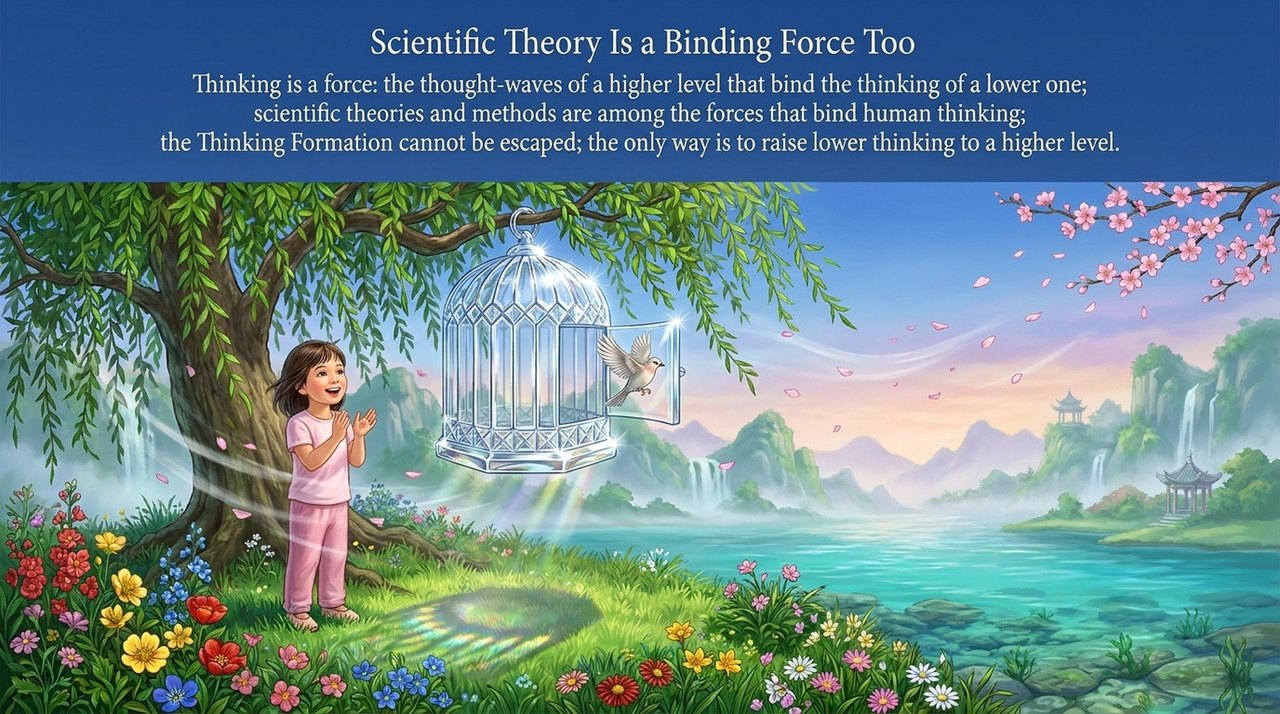 Scientific Theory Is a Binding Force Too
Thinking is a force: the thought-waves of a higher level that bind the thinking of a lower one;
scientific theories and methods are among the forces that bind human thinking;
the Thinking Formation cannot be escaped; the only way is to raise lower thinking to a higher level.